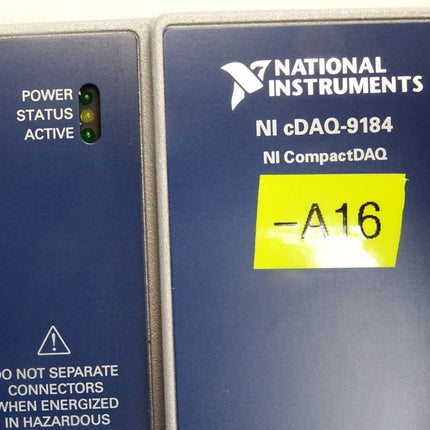 POWER
STATUS
ACTIVE
NATIONAL
INSTRUMENTS
NI cDAQ-9184
NI CompactDAQ
-A16
DO NOT SEPARATE
CONNECTORS
WHEN ENERGIZED
IN HAZARDOUS